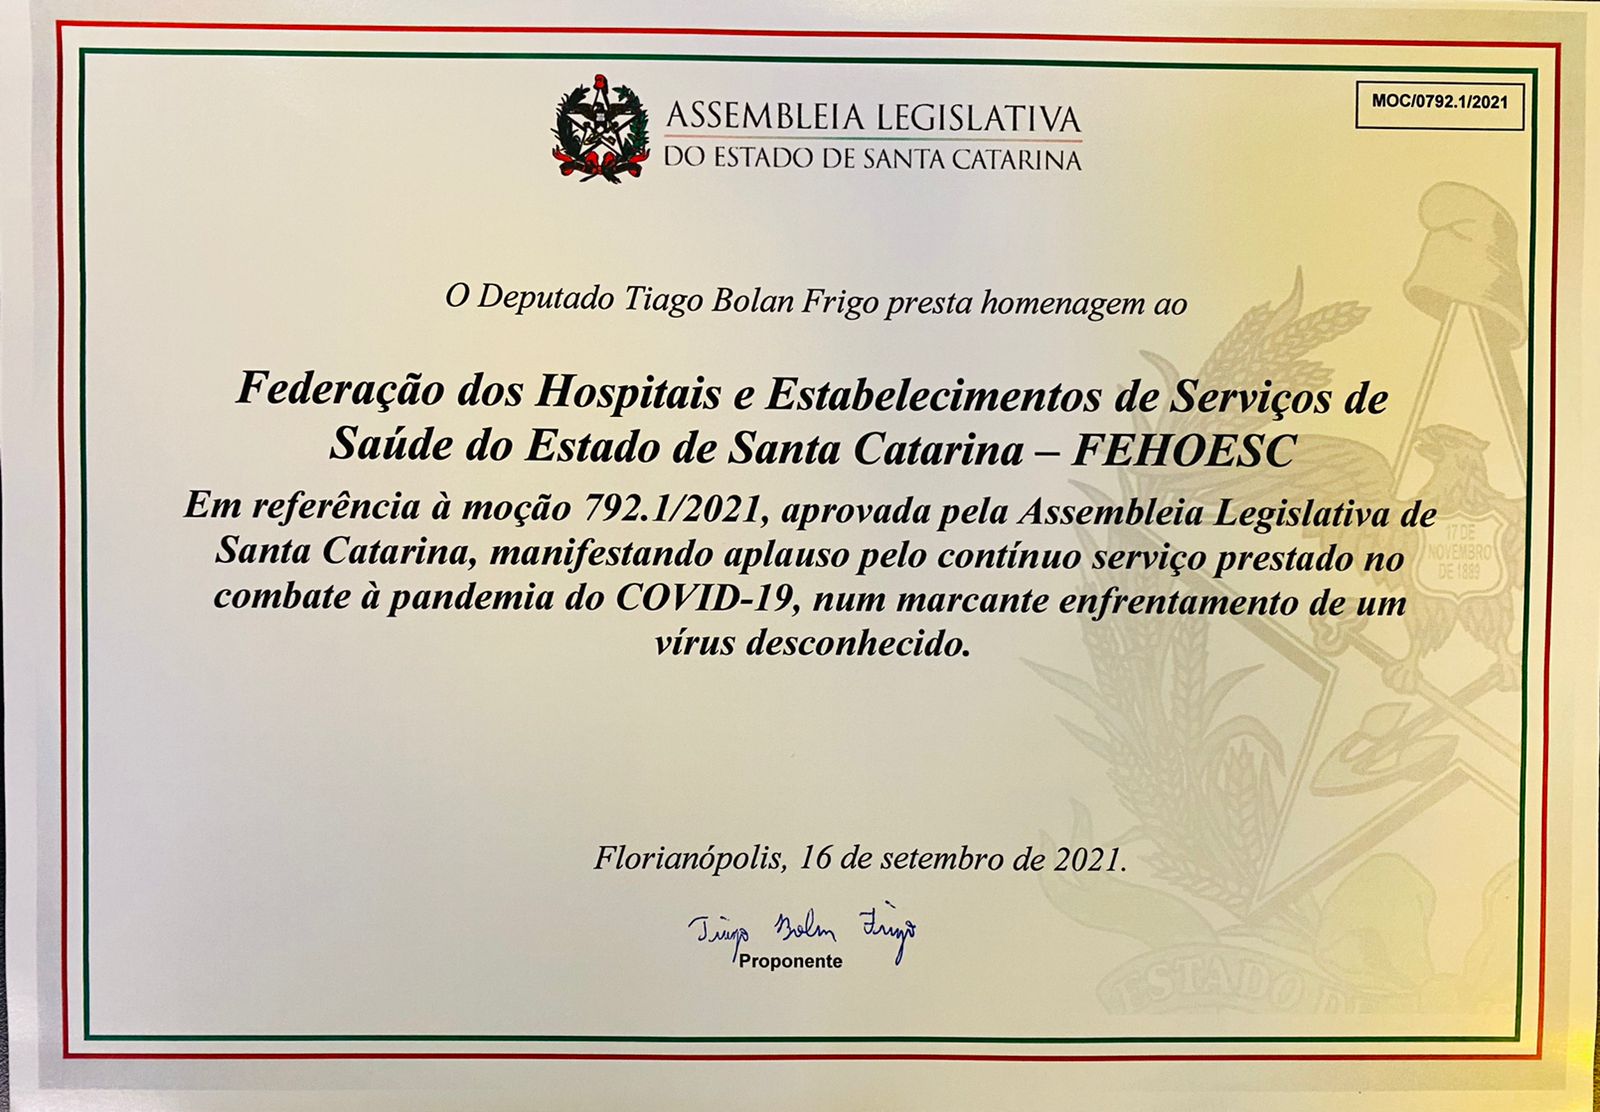 ASSEMBLEIA LEGISLATIVA
DO ESTADO DE SANTA CATARINA
MOC/0792.1/2021
O Deputado Tiago Bolan Frigo presta homenagem ao
Federação dos Hospitais e Estabelecimentos de Serviços de
Saúde do Estado de Santa Catarina – FEHOESC
Em referência à moção 792.1/2021, aprovada pela Assembleia Legislativa de
Santa Catarina, manifestando aplauso pelo contínuo serviço prestado no
combate à pandemia do COVID-19, num marcante enfrentamento de um
vírus desconhecido.
17 DE
NOVEMBRO
DE 1889
Florianópolis, 16 de setembro de 2021.
Tiago Bolan Frigo
Proponente
ESTADO DE